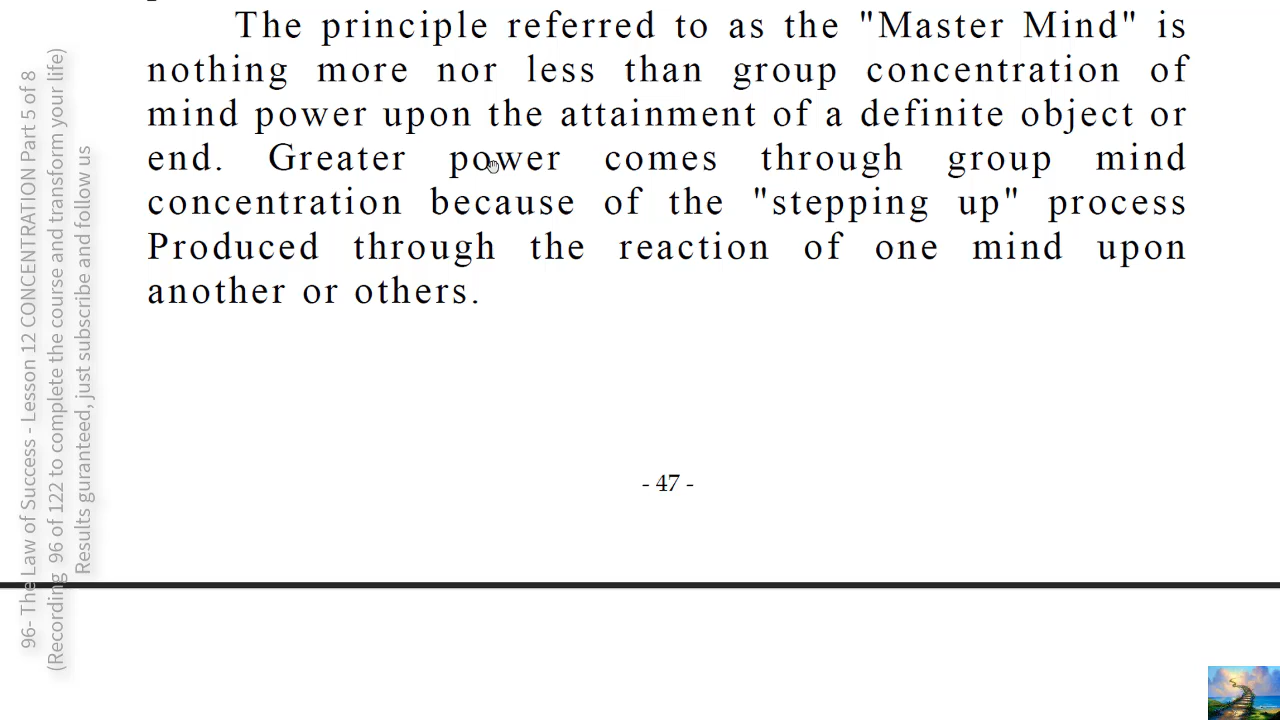 The principle referred to as the "Master Mind" is
nothing more nor less than group concentration of
mind power upon the attainment of a definite object or
end. Greater power comes through group mind
concentration because of the "stepping up" process
Produced through the reaction of one mind upon
another or others.
- 47 -
96- The Law of Success - Lesson 12 CONCENTRATION Part 5 of 8
(Recording 96 of 122 to complete the course and transform your life)
Results guranteed, just subscribe and follow us